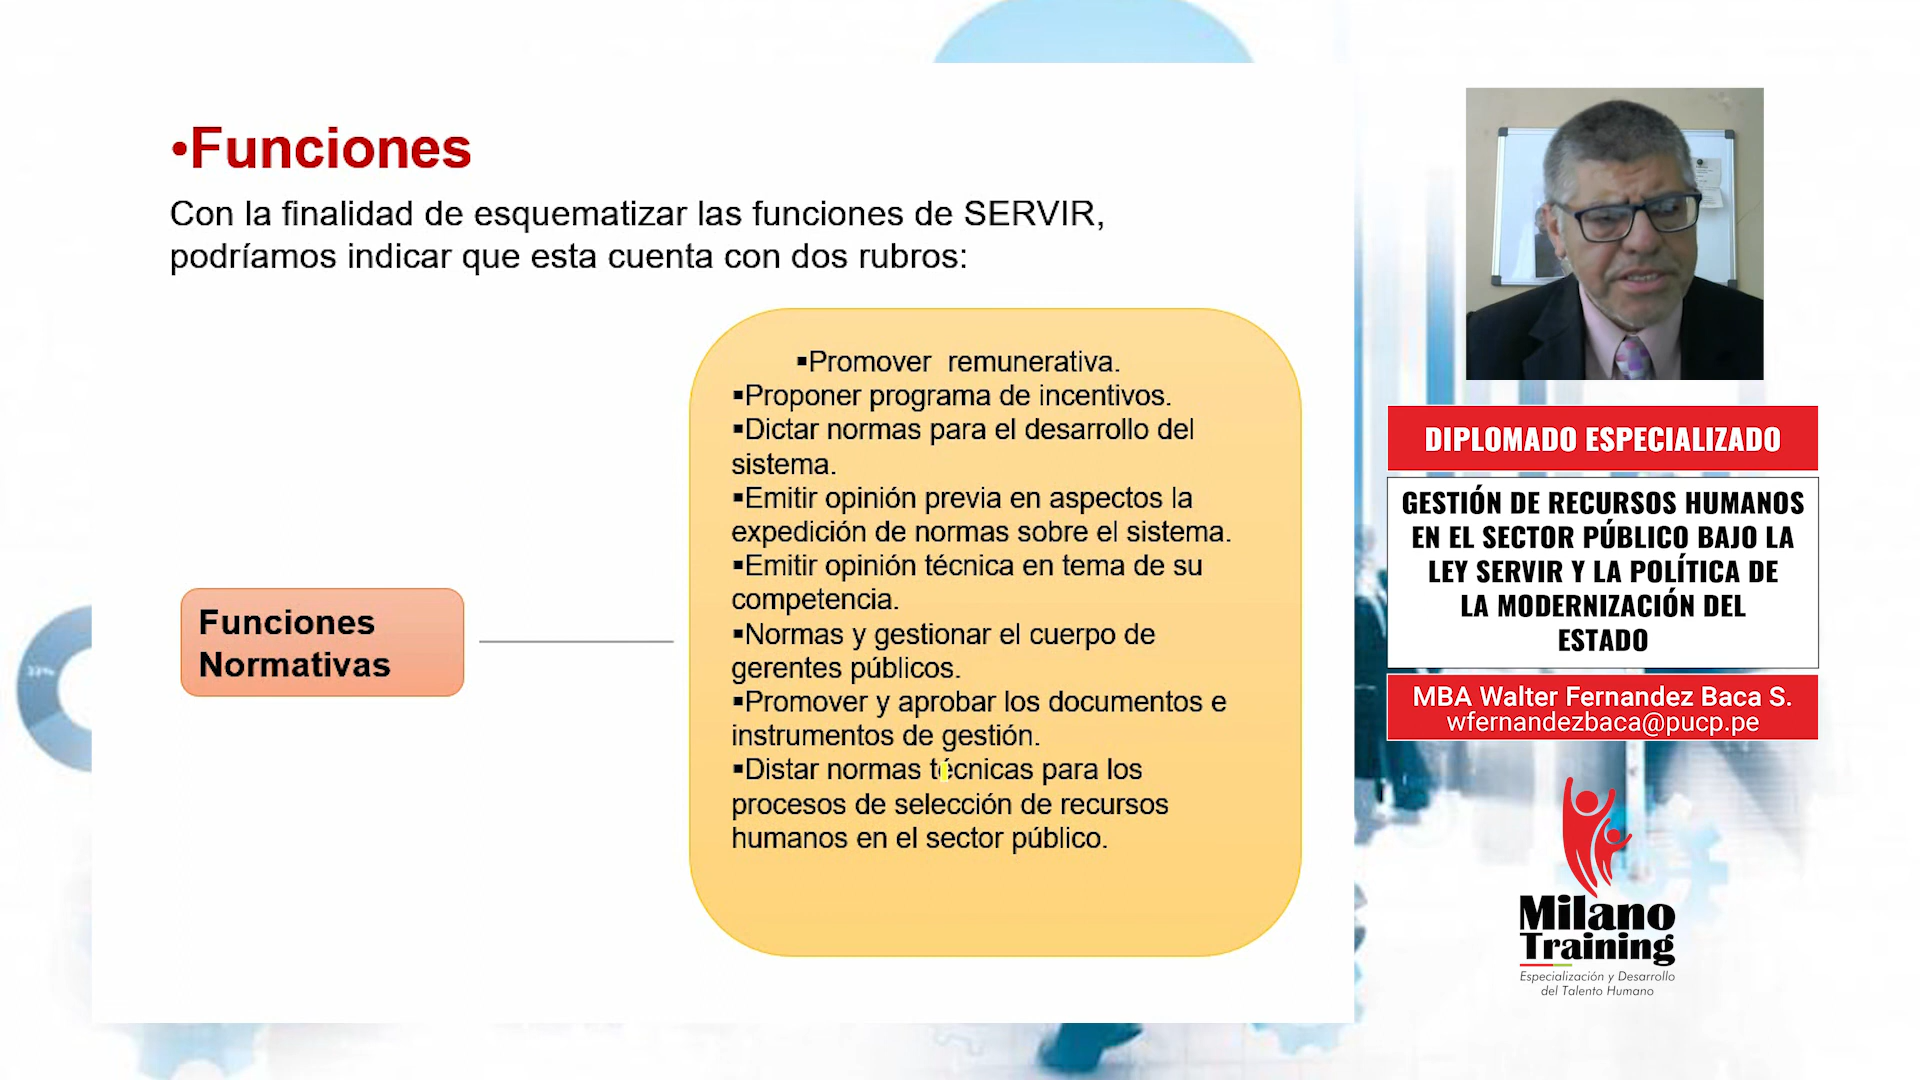 •Funciones
Con la finalidad de esquematizar las funciones de SERVIR,
podríamos indicar que esta cuenta con dos rubros:
Funciones
Normativas
▪Promover  remunerativa.
▪Proponer programa de incentivos.
▪Dictar normas para el desarrollo del
sistema.
▪Emitir opinión previa en aspectos la
expedición de normas sobre el sistema.
▪Emitir opinión técnica en tema de su
competencia.
▪Normas y gestionar el cuerpo de
gerentes públicos.
▪Promover y aprobar los documentos e
instrumentos de gestión.
▪Distar normas técnicas para los
procesos de selección de recursos
humanos en el sector público.
DIPLOMADO ESPECIALIZADO
GESTIÓN DE RECURSOS HUMANOS
EN EL SECTOR PÚBLICO BAJO LA
LEY SERVIR Y LA POLÍTICA DE
LA MODERNIZACIÓN DEL
ESTADO
MBA Walter Fernandez Baca S.
wfernandezbaca@pucp.pe
Milano
Training
Especialización y Desarrollo
del Talento Humano